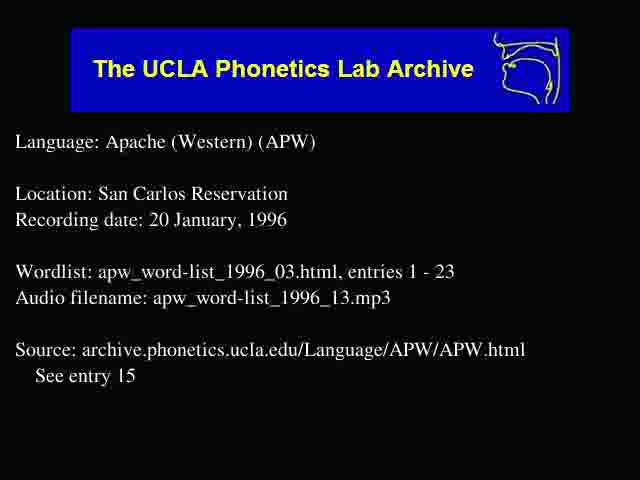 The UCLA Phonetics Lab Archive
Language: Apache (Western) (APW)
Location: San Carlos Reservation
Recording date: 20 January, 1996
Wordlist: apw_word-list_1996_03.html, entries 1 - 23
Audio filename: apw_word-list_1996_13.mp3
Source: archive.phonetics.ucla.edu/Language/APW/APW.html
See entry 15